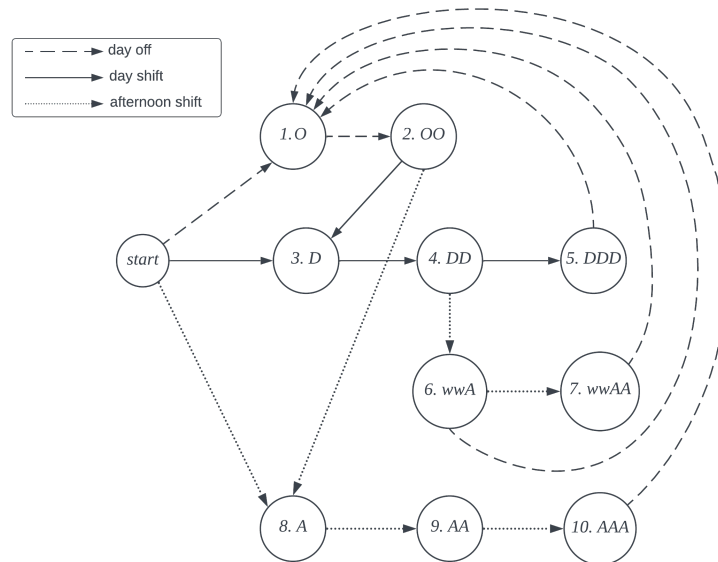 day off
day shift
afternoon shift
1.O
2. OO
start
3. D
4. DD
5. DDD
6. wwA
7. wwAA
8. A
9. AA
10. AAA